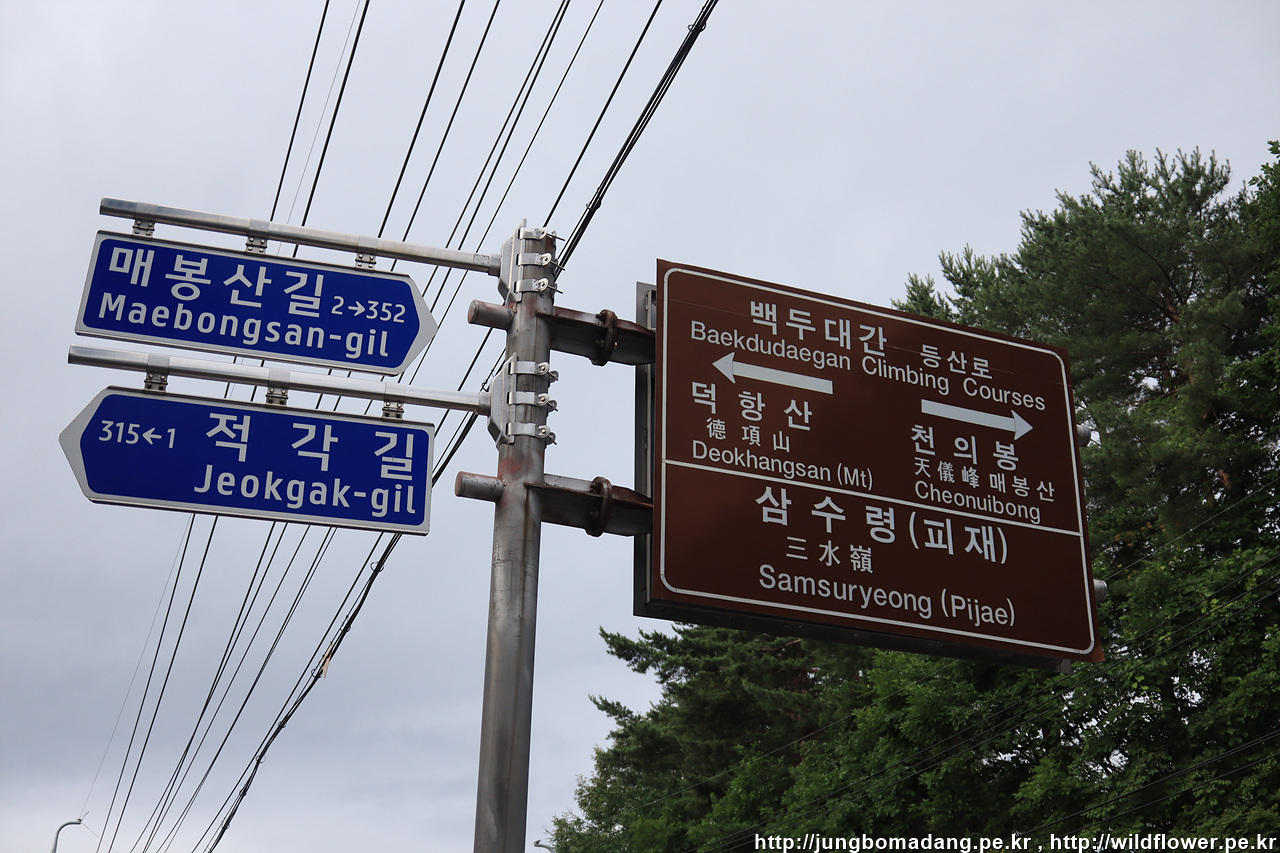 매봉산길 2→352
Maebongsan-gil
315←1 적각길
Jeokgak-gil
백두대간 등산로
Baekdudaegan Climbing Courses
←
덕항산
德項山
Deokhangsan (Mt)
→
천의봉
天儀峰 매봉산
Cheonuibong
삼수령(피재)
三水嶺
Samsuryeong (Pijae)
http://jungbomadang.pe.kr , http://wildflower.pe.kr